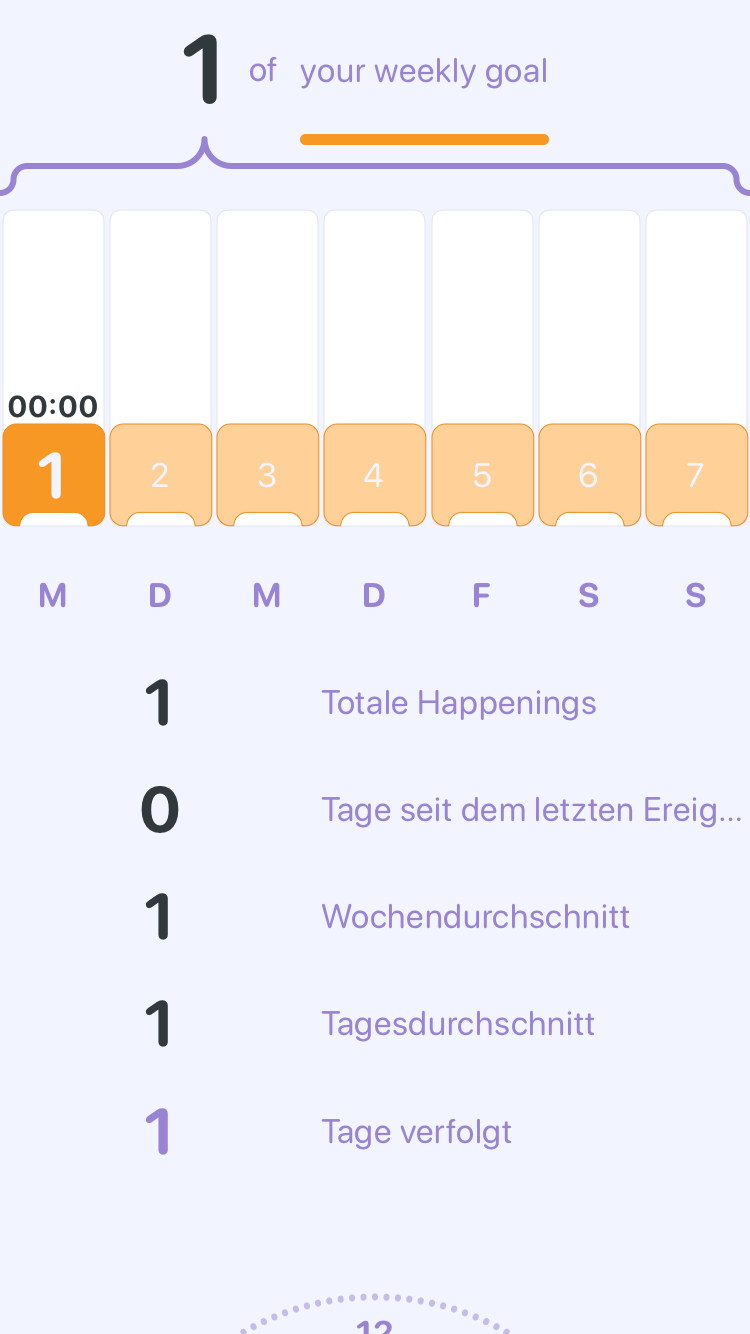 1 of your weekly goal
00:00
1 2 3 4 5 6 7
M D M D F S S
1 Totale Happenings
0 Tage seit dem letzten Ereig...
1 Wochendurchschnitt
1 Tagesdurchschnitt
1 Tage verfolgt
12